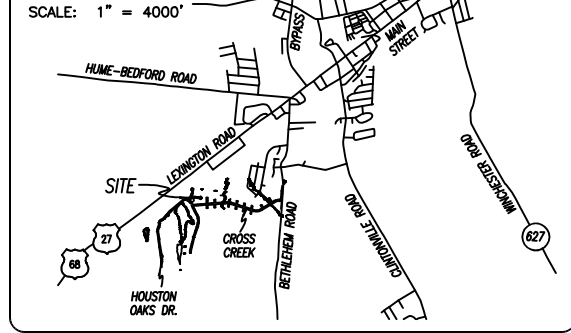 SCALE: 1" = 4000'
BYPASS
MAIN
STREET
HUME-BEDFORD ROAD
LEXINGTON ROAD
WINCHESTER ROAD
SITE
CROSS
CREEK
BETHLEHEM ROAD
CLINTONVILLE ROAD
627
27
68
HOUSTON
OAKS DR.